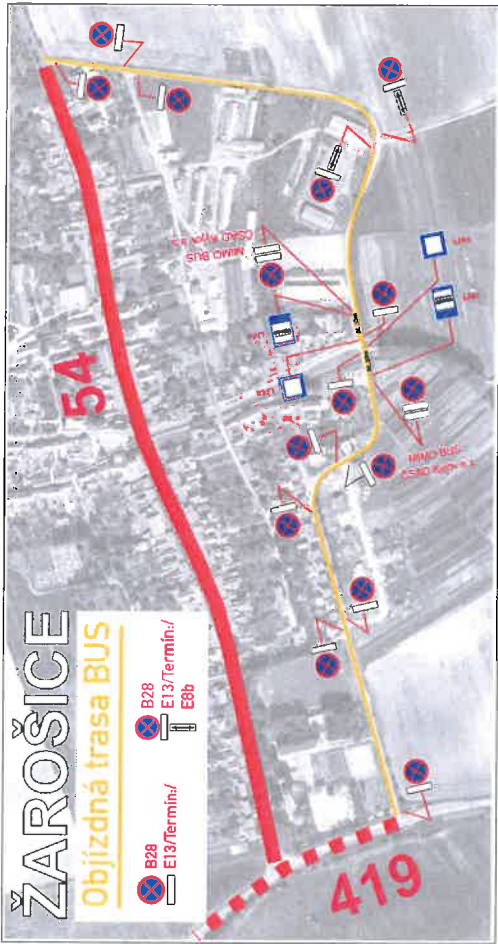 ŽAROŠICE
Objízdná trasa BUS
B28
E13/Termín:/
B28
E13/Termín:/
E8b
54
419
MIMO BUS
ČSAD Kyjov a.s.
MIMO BUS
ČSAD Kyjov a.s.